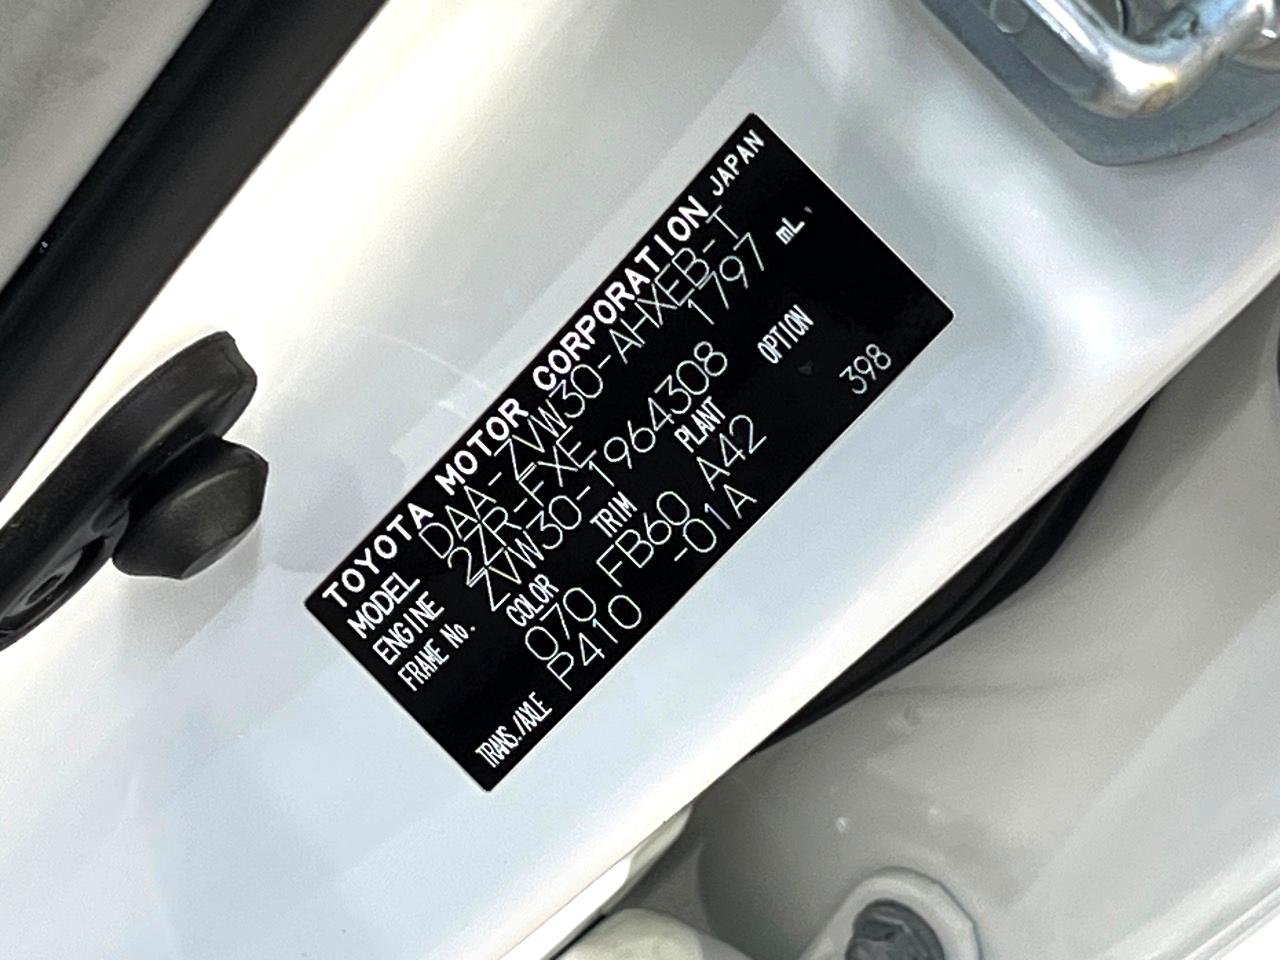 TOYOTA MOTOR CORPORATION JAPAN
MODEL DAA-ZVW30-AHXEB-T
ENGINE 2ZR-FXE 1797 mL
FRAME No. ZVW30-1964308
COLOR TRIM PLANT OPTION
070 FB60 A42
TRANS./AXLE P410 -01A 398